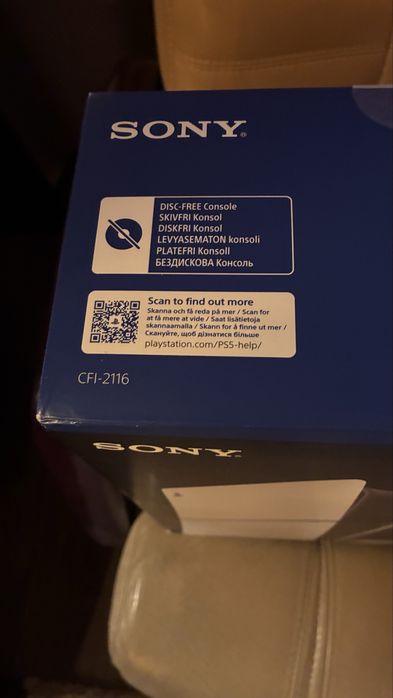 SONY®
DISC-FREE Console
SKIVFRI Konsol
DISKFRI Konsol
LEVYASEMATON konsoli
PLATEFRI Konsoll
БЕЗДИСКОВА Консоль
Scan to find out more
Skanna och få reda på mer / Scan for
at få mere at vide / Saat lisätietoja
skannaamalla / Skann for å finne ut mer /
Скануйте, щоб дізнатися більше
playstation.com/PS5-help/
CFI-2116
SONY®